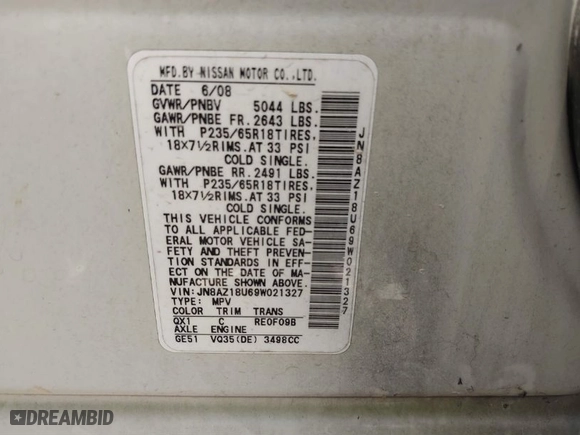 MFD.BY NISSAN MOTOR CO.,LTD.
DATE 6/08
GVWR/PNBV 5044 LBS.
GAWR/PNBE FR. 2643 LBS.
WITH P235/65R18TIRES,
18×7½RIMS.AT 33 PSI
COLD SINGLE.
GAWR/PNBE RR. 2491 LBS.
WITH P235/65R18TIRES,
18×7½RIMS.AT 33 PSI
COLD SINGLE.
THIS VEHICLE CONFORMS
TO ALL APPLICABLE FED-
ERAL MOTOR VEHICLE SA-
FETY AND THEFT PREVEN-
TION STANDARDS IN EFF-
ECT ON THE DATE OF MA-
NUFACTURE SHOWN ABOVE.
VIN: JN8AZ18U69W021327
TYPE: MPV
COLOR TRIM TRANS
QX1 C RE0F09B
AXLE ENGINE
GE51 VQ35(DE) 3498CC
JN8AZ18U69W021327
DREAMBID